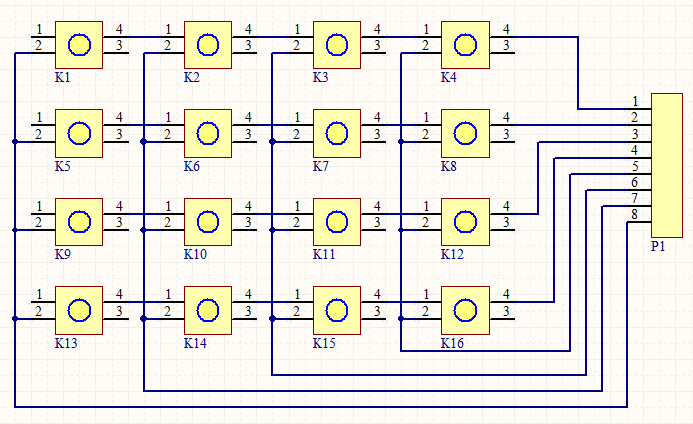 1 4 1 4 1 4 1 4
2 3 2 3 2 3 2 3
K1 K2 K3 K4
1
1 4 1 4 1 4 1 4 2
2 3 2 3 2 3 2 3 3
4
K5 K6 K7 K8 5
6
7
1 4 1 4 1 4 1 4 8
2 3 2 3 2 3 2 3
K9 K10 K11 K12 P1
1 4 1 4 1 4 1 4
2 3 2 3 2 3 2 3
K13 K14 K15 K16